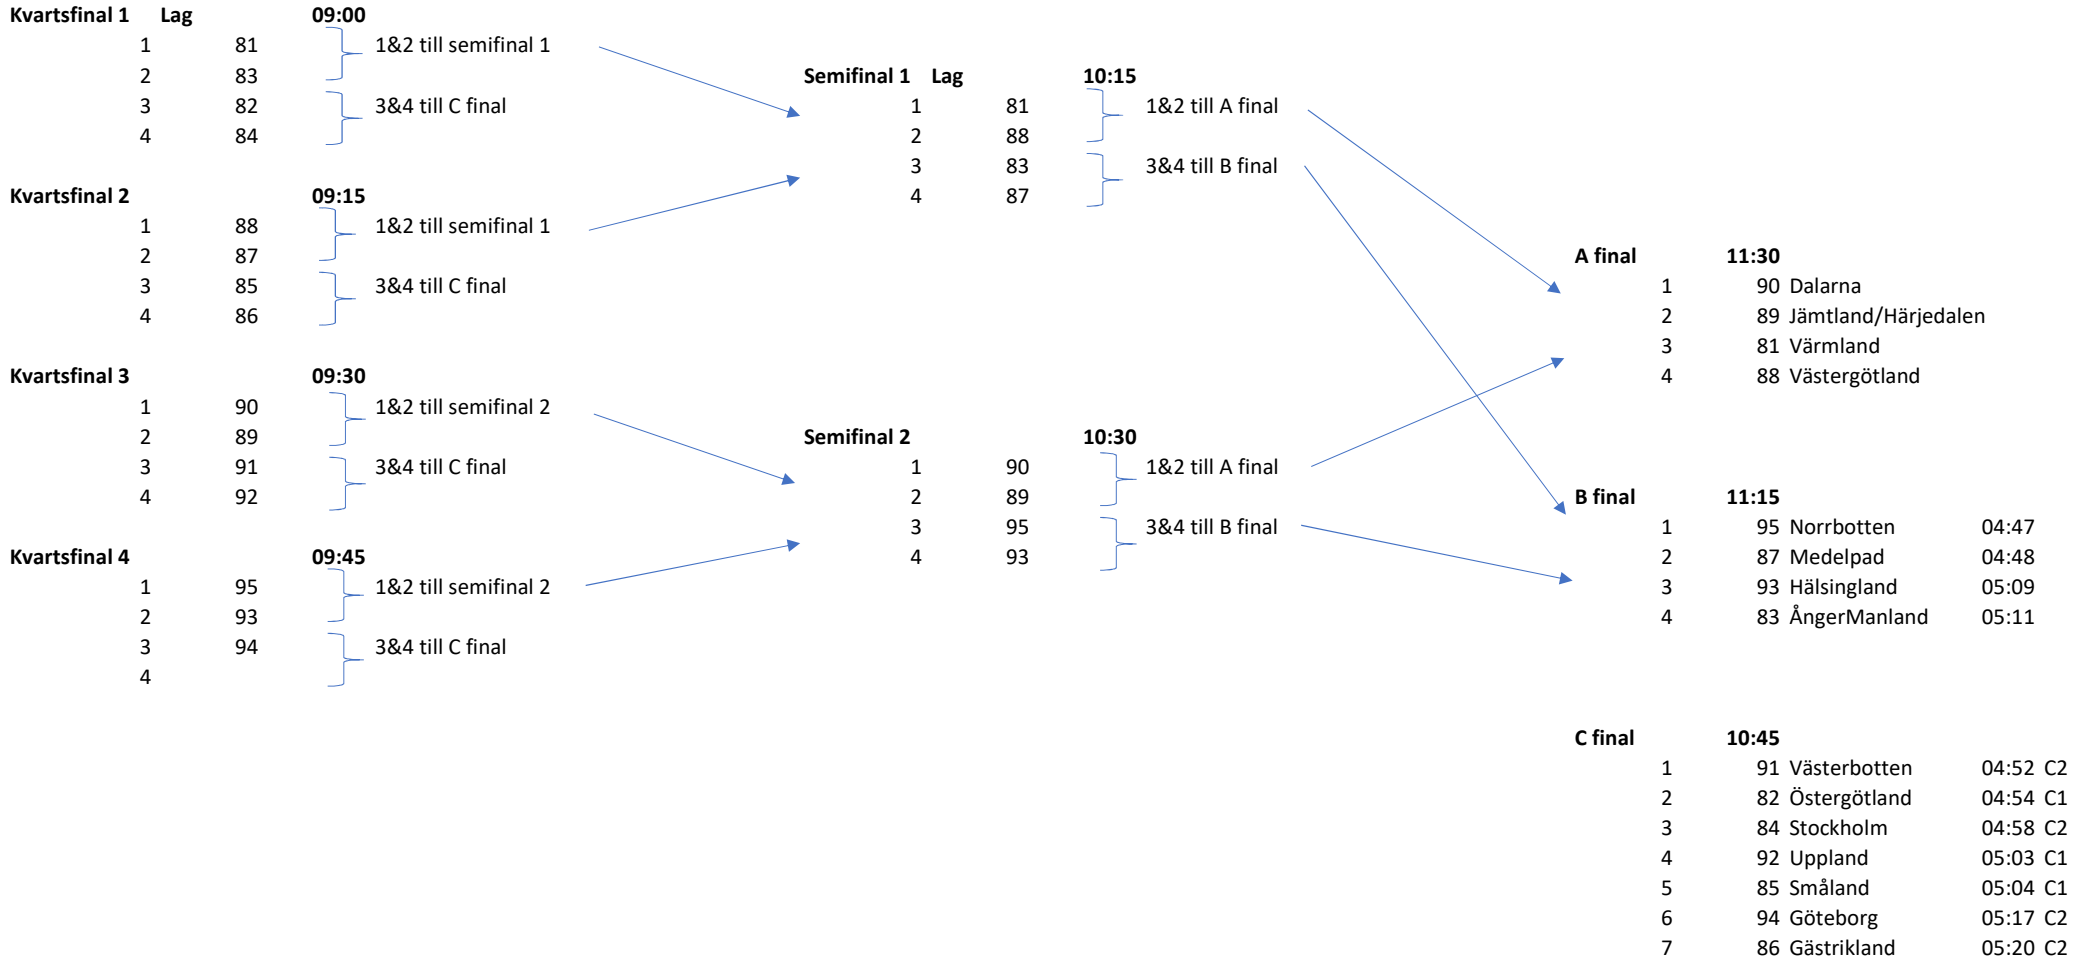 Kvartsfinal 1 Lag 09:00
1 81 1&2 till semifinal 1
2 83
3 82 3&4 till C final
4 84
Kvartsfinal 2 09:15
1 88 1&2 till semifinal 1
2 87
3 85 3&4 till C final
4 86
Kvartsfinal 3 09:30
1 90 1&2 till semifinal 2
2 89
3 91 3&4 till C final
4 92
Kvartsfinal 4 09:45
1 95 1&2 till semifinal 2
2 93
3 94 3&4 till C final
4
Semifinal 1 Lag 10:15
1 81 1&2 till A final
2 88
3 83 3&4 till B final
4 87
Semifinal 2 10:30
1 90 1&2 till A final
2 89
3 95 3&4 till B final
4 93
A final 11:30
1 90 Dalarna
2 89 Jämtland/Härjedalen
3 81 Värmland
4 88 Västergötland
B final 11:15
1 95 Norrbotten 04:47
2 87 Medelpad 04:48
3 93 Hälsingland 05:09
4 83 ÅngerManland 05:11
C final 10:45
1 91 Västerbotten 04:52 C2
2 82 Östergötland 04:54 C1
3 84 Stockholm 04:58 C2
4 92 Uppland 05:03 C1
5 85 Småland 05:04 C1
6 94 Göteborg 05:17 C2
7 86 Gästrikland 05:20 C2